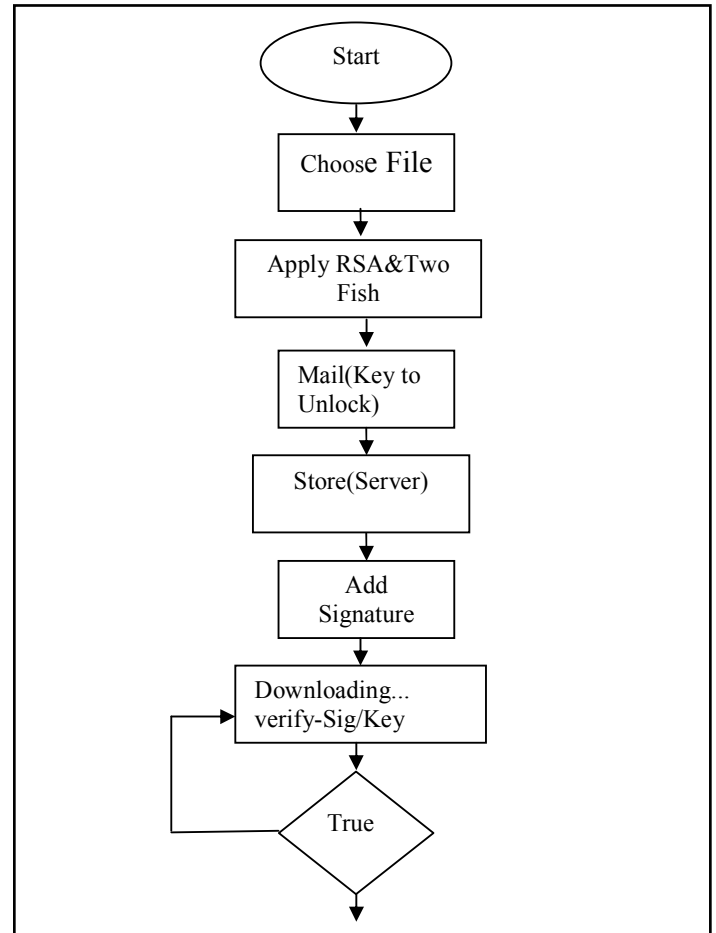 Start
Choose File
Apply RSA&Two
Fish
Mail(Key to
Unlock)
Store(Server)
Add
Signature
Downloading...
verify-Sig/Key
True